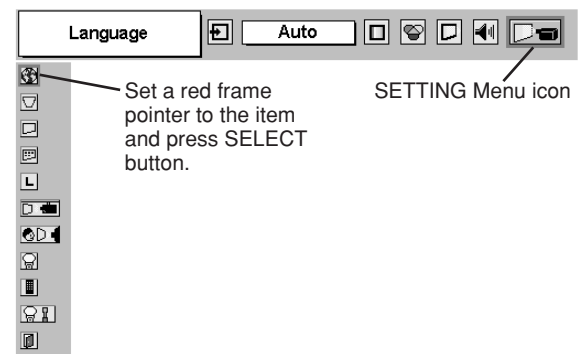 Language
Auto
Set a red frame
pointer to the item
and press SELECT
button.
SETTING Menu icon
L